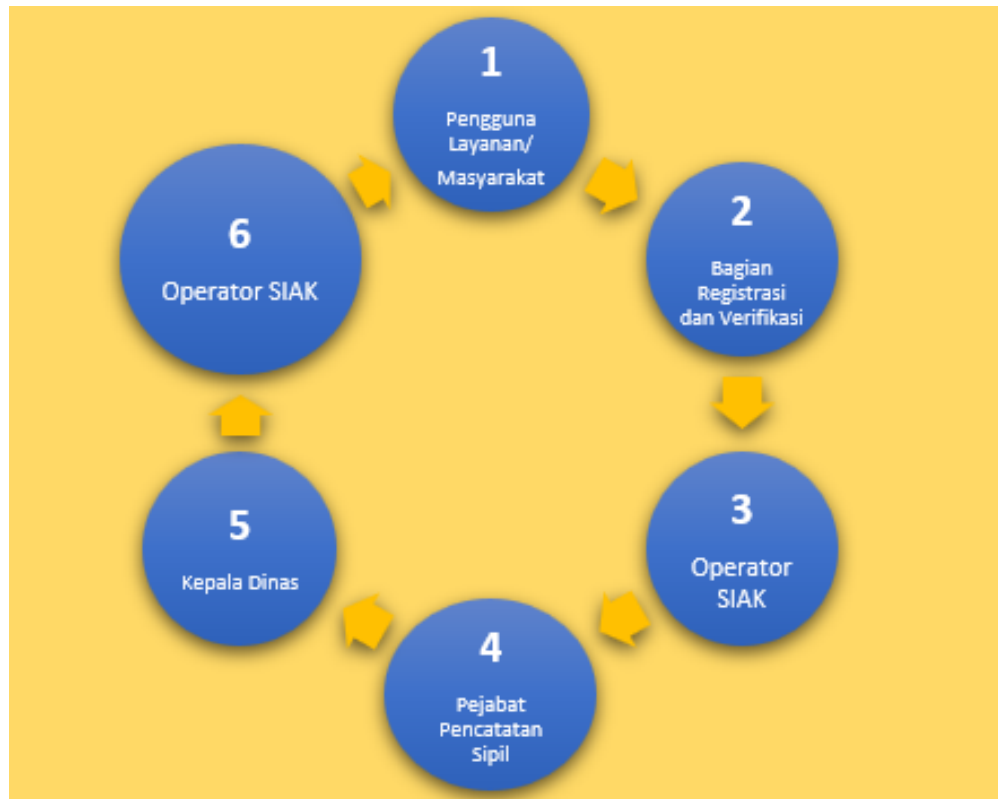 1
Pengguna
Layanan/
Masyarakat
2
Bagian
Registrasi
dan Verifikasi
3
Operator
SIAK
4
Pejabat
Pencatatan
Sipil
5
Kepala Dinas
6
Operator SIAK